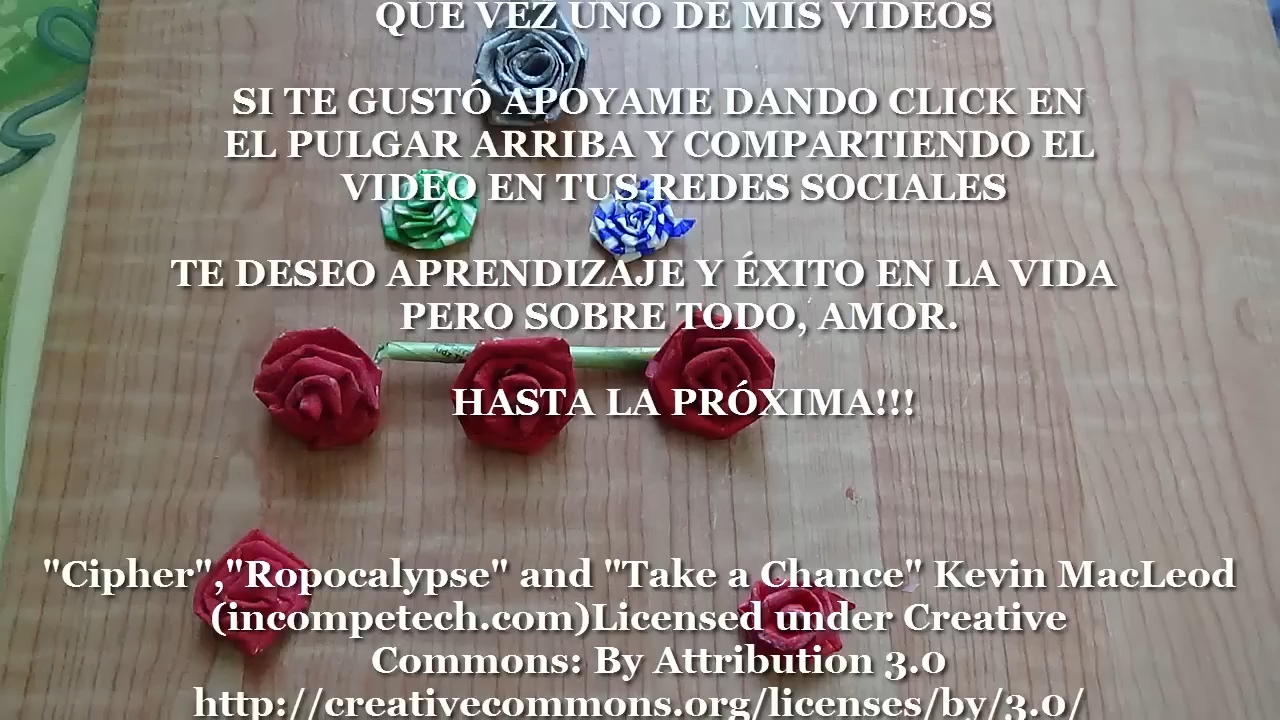 QUE VEZ UNO DE MIS VIDEOS
SI TE GUSTÓ APOYAME DANDO CLICK EN
EL PULGAR ARRIBA Y COMPARTIENDO EL
VIDEO EN TUS REDES SOCIALES
TE DESEO APRENDIZAJE Y ÉXITO EN LA VIDA
PERO SOBRE TODO, AMOR.
HASTA LA PRÓXIMA!!!
"Cipher","Ropocalypse" and "Take a Chance" Kevin MacLeod
(incompetech.com)Licensed under Creative
Commons: By Attribution 3.0
http://creativecommons.org/licenses/by/3.0/